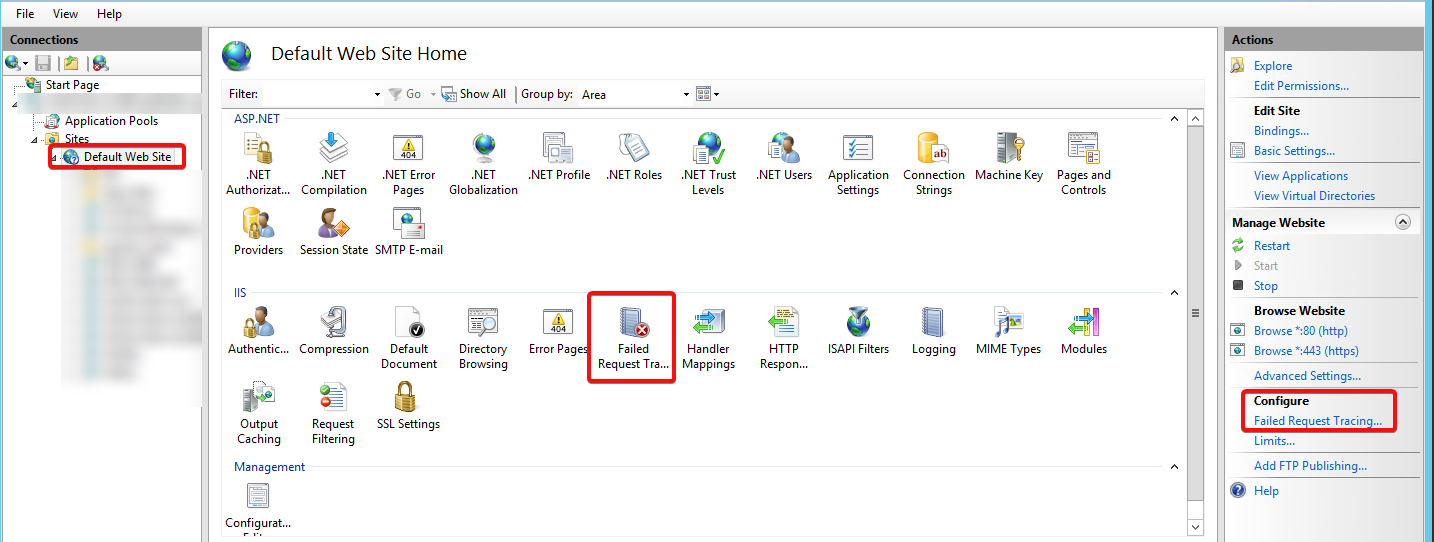 File View Help
Connections
Start Page
Application Pools
Sites
Default Web Site
Default Web Site Home
Filter: Go Show All Group by: Area
ASP.NET
.NET Authorizat...
.NET Compilation
.NET Error Pages
.NET Globalization
.NET Profile
.NET Roles
.NET Trust Levels
.NET Users
Application Settings
Connection Strings
Machine Key
Pages and Controls
Providers
Session State
SMTP E-mail
IIS
Authentic...
Compression
Default Document
Directory Browsing
Error Pages
Failed Request Tra...
Handler Mappings
HTTP Respon...
ISAPI Filters
Logging
MIME Types
Modules
Output Caching
Request Filtering
SSL Settings
Management
Configurat...
Actions
Explore
Edit Permissions...
Edit Site
Bindings...
Basic Settings...
View Applications
View Virtual Directories
Manage Website
Restart
Start
Stop
Browse Website
Browse *:80 (http)
Browse *:443 (https)
Advanced Settings...
Configure
Failed Request Tracing...
Limits...
Add FTP Publishing...
Help